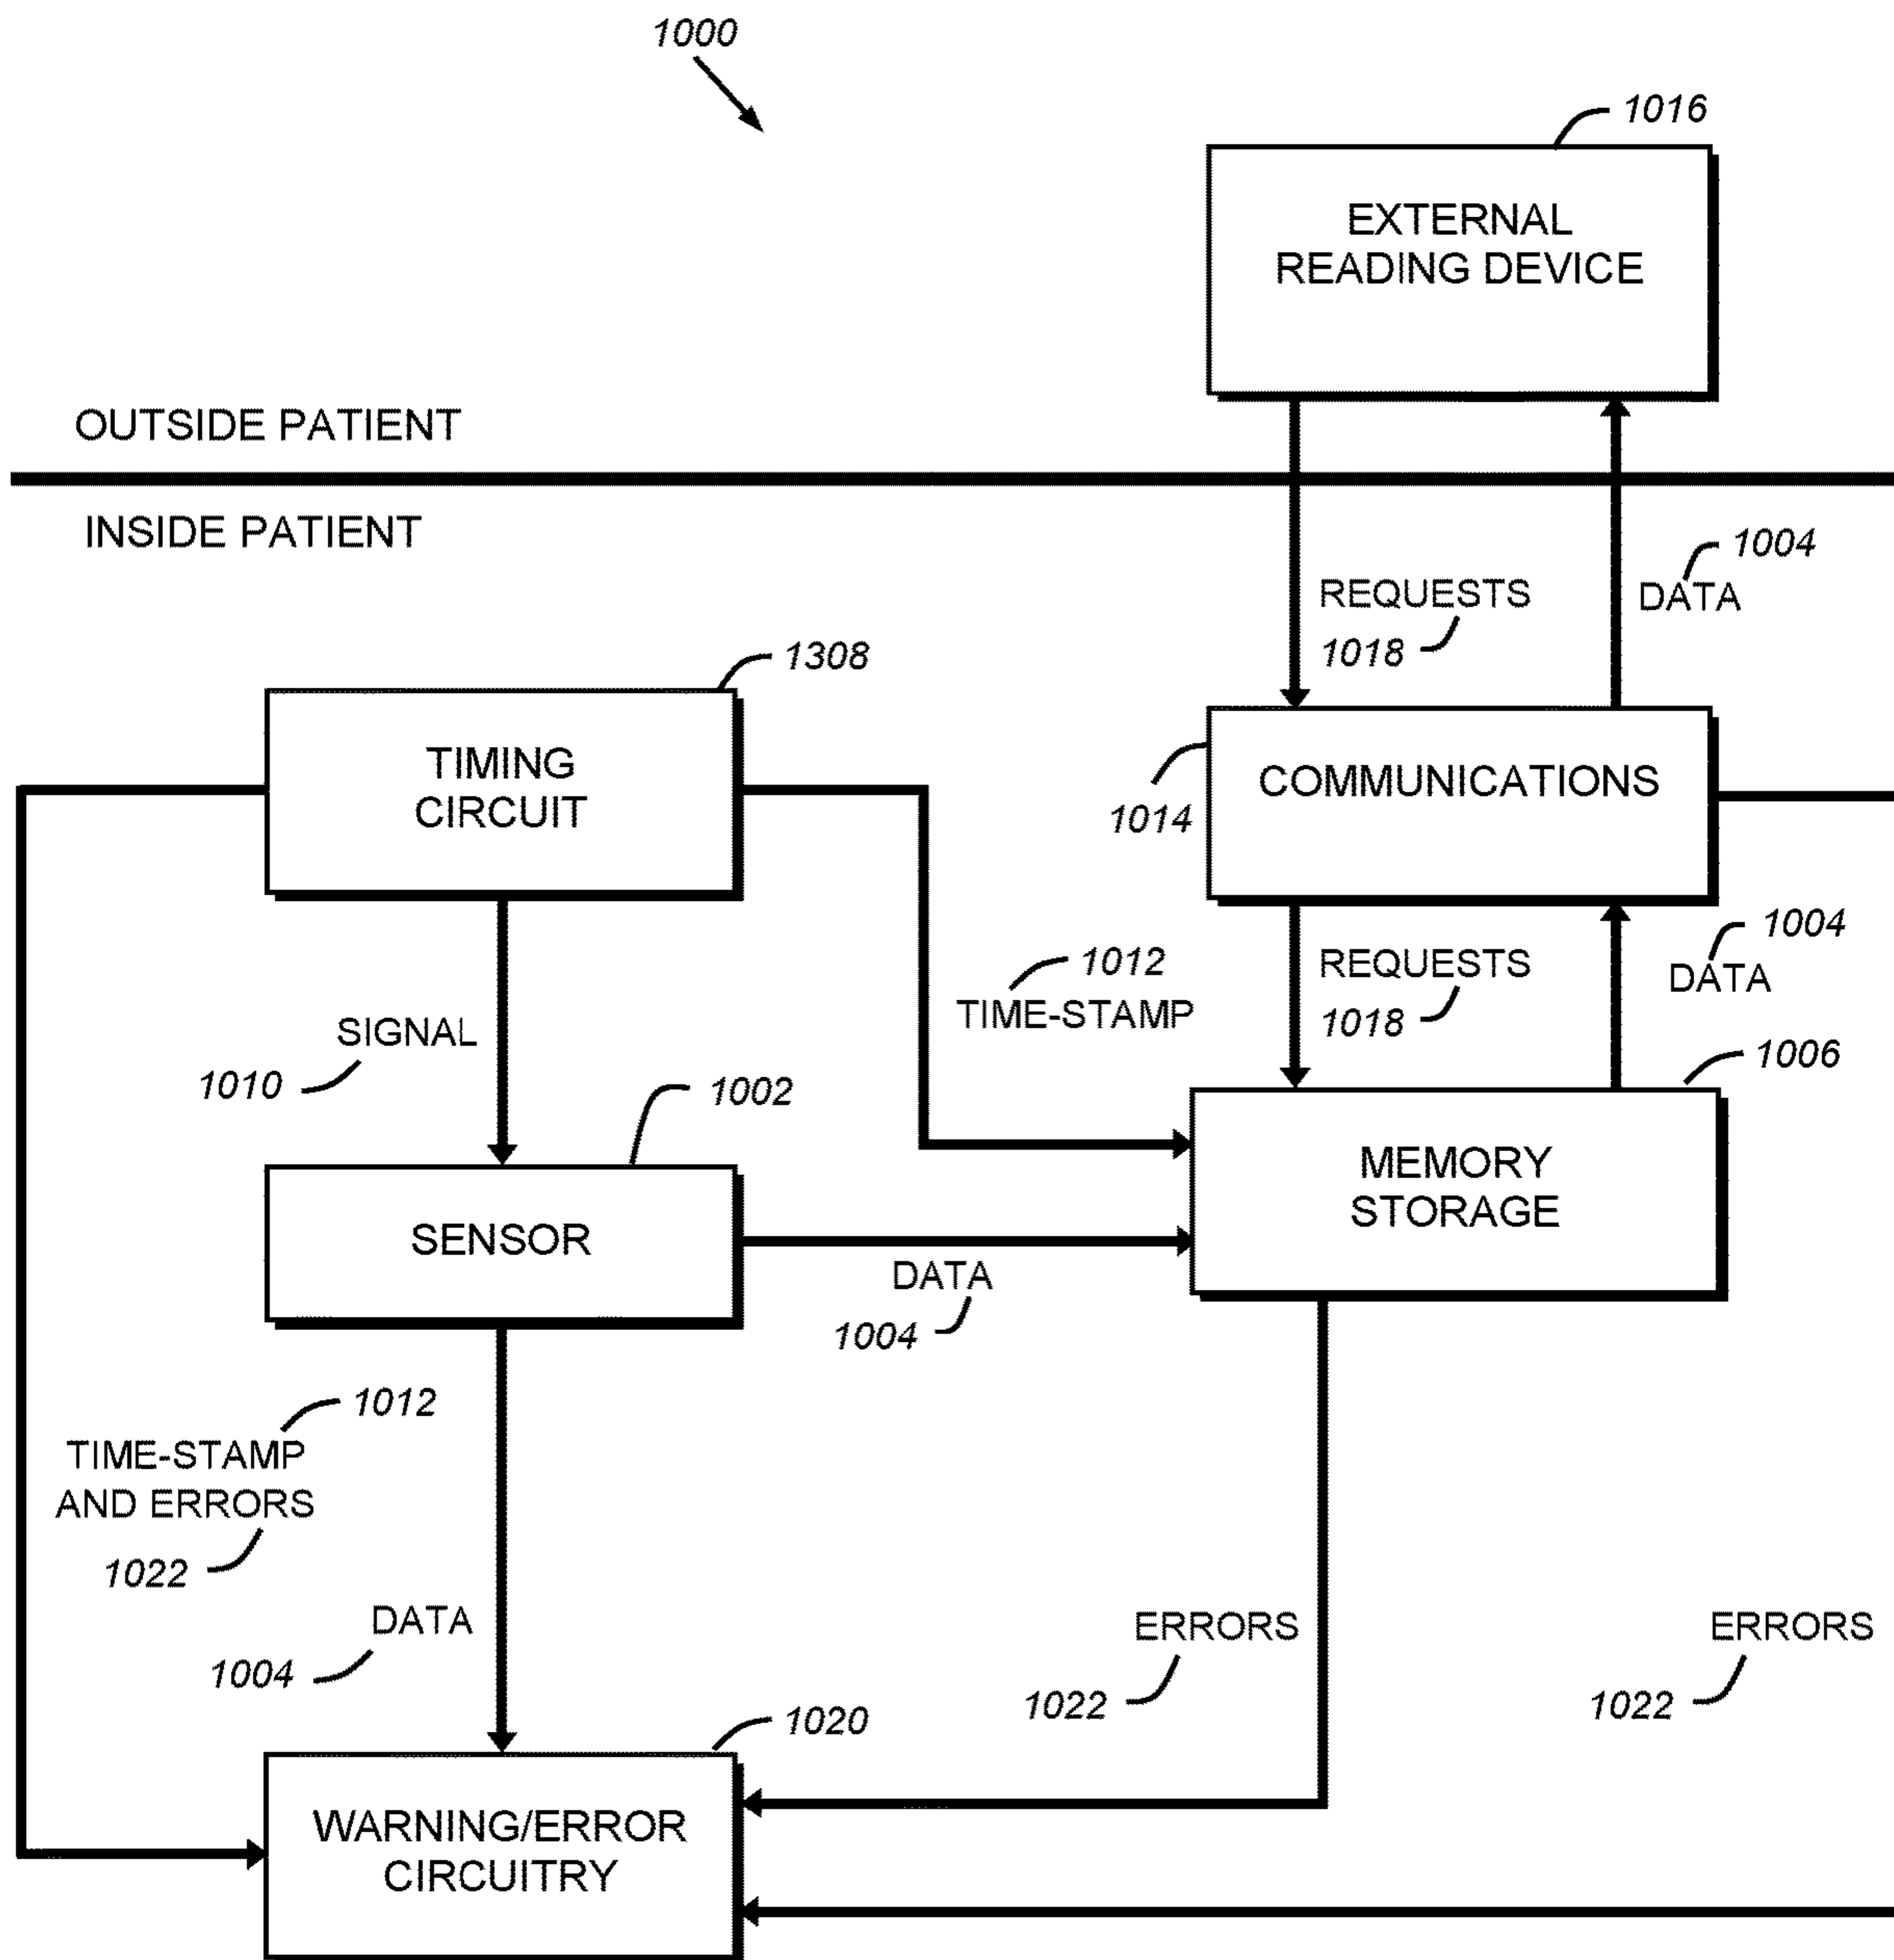 1000
1016
EXTERNAL
READING DEVICE
OUTSIDE PATIENT
INSIDE PATIENT
1004
DATA
REQUESTS
1018
1308
TIMING
CIRCUIT
COMMUNICATIONS
1014
1004
DATA
1012
TIME-STAMP
REQUESTS
1018
SIGNAL
1010
1006
1002
MEMORY
STORAGE
SENSOR
DATA
1004
1012
TIME-STAMP
AND ERRORS
1022
DATA
1004
ERRORS
1022
ERRORS
1022
1020
WARNING/ERROR
CIRCUITRY